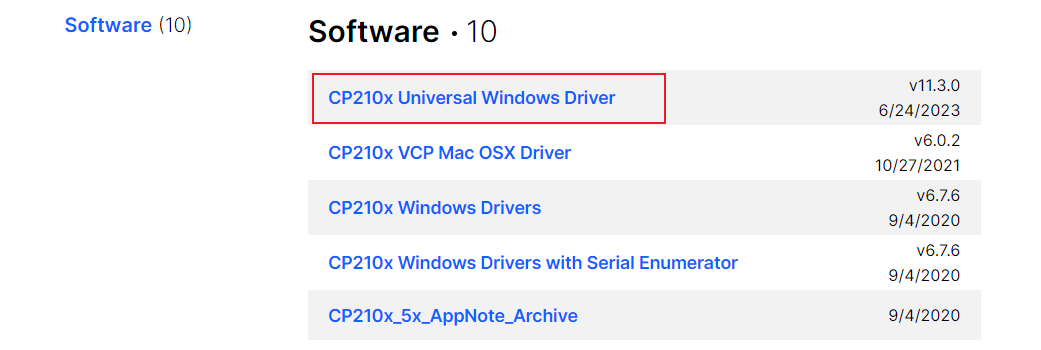 Software (10)
Software • 10
CP210x Universal Windows Driver
v11.3.0
6/24/2023
CP210x VCP Mac OSX Driver
v6.0.2
10/27/2021
CP210x Windows Drivers
v6.7.6
9/4/2020
CP210x Windows Drivers with Serial Enumerator
v6.7.6
9/4/2020
CP210x_5x_AppNote_Archive
9/4/2020